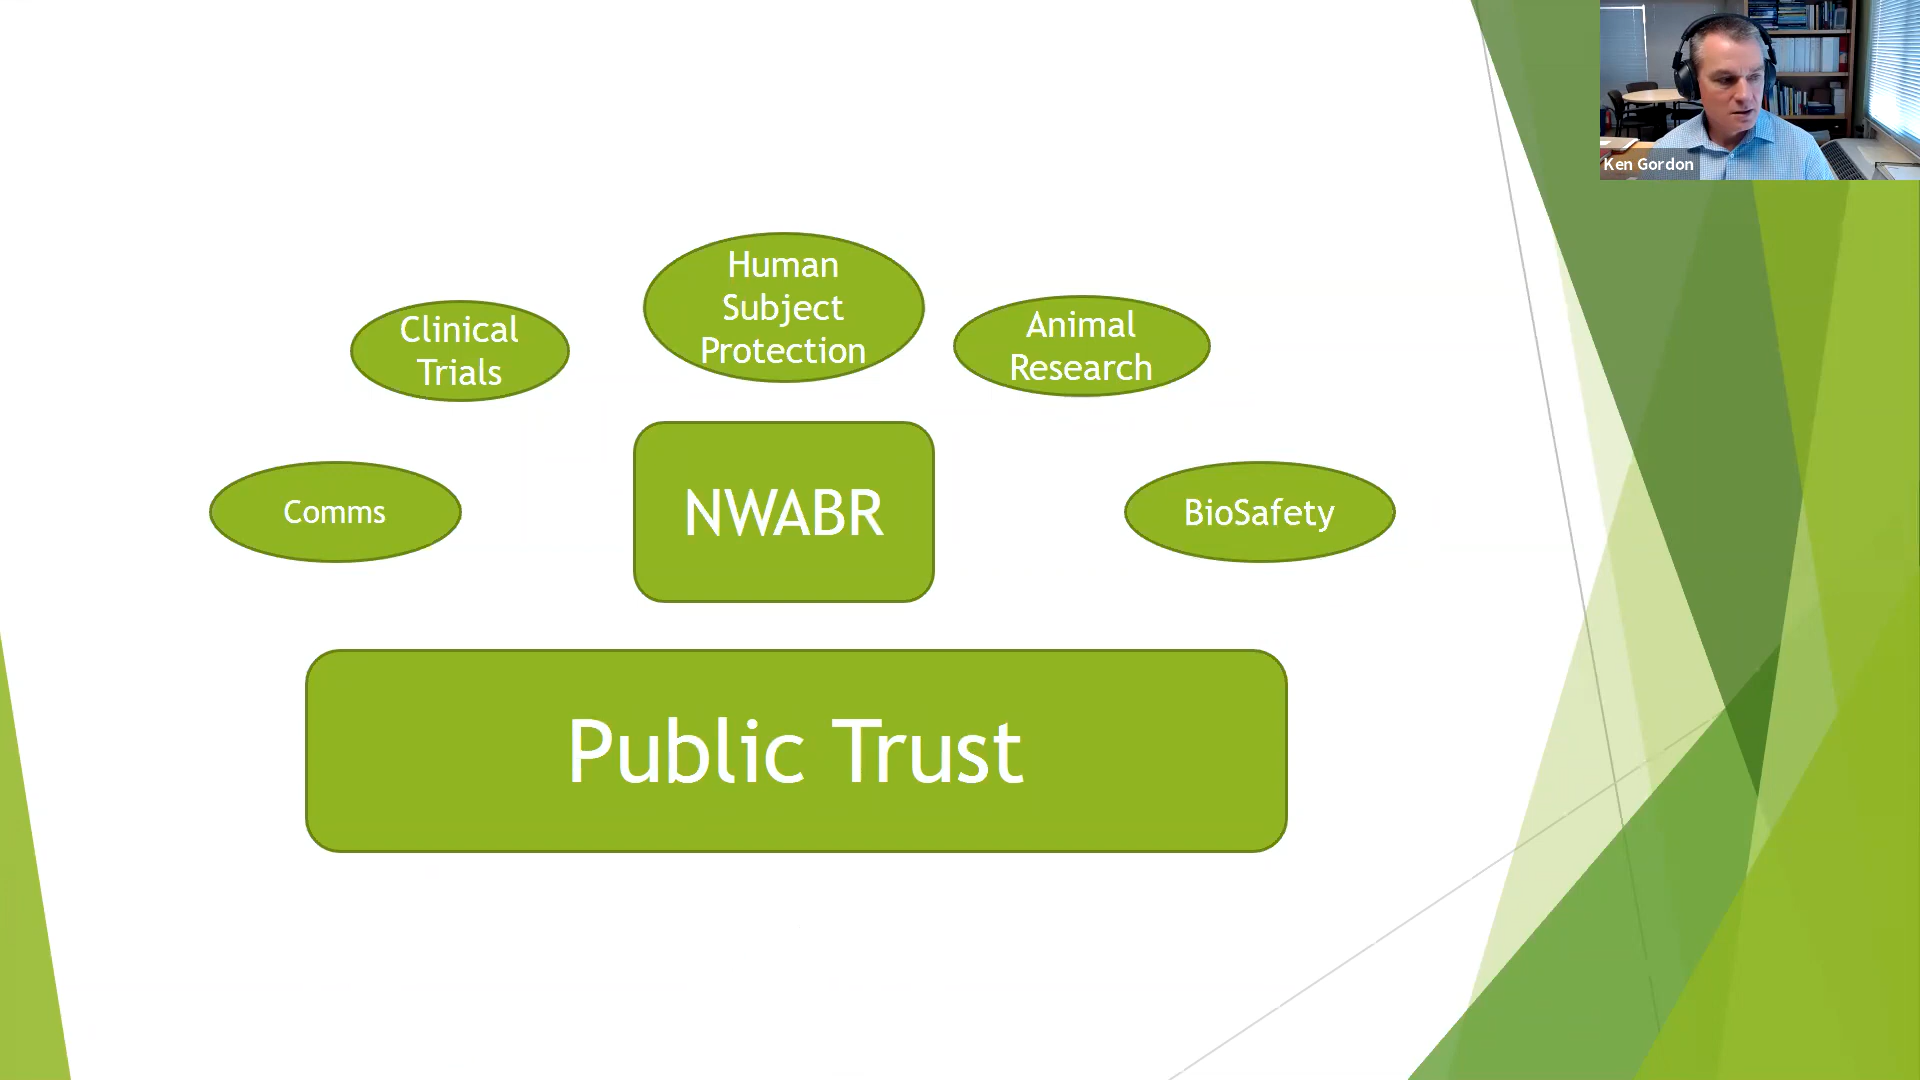 Ken Gordon
Human
Subject
Protection
Clinical
Trials
Animal
Research
Comms
NWABR
BioSafety
Public Trust